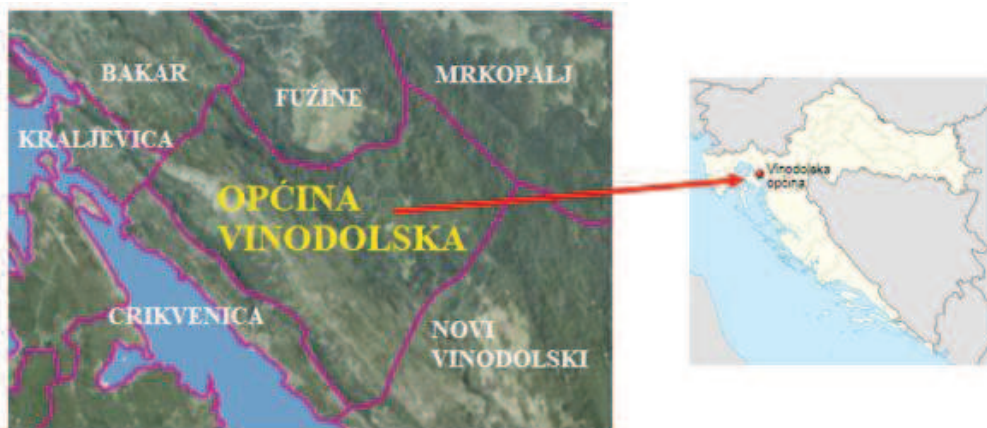 BAKAR
FUŽINE
MRKOPALJ
KRALJEVICA
OPĆINA
VINODOLSKA
CRIKVENICA
NOVI
VINODOLSKI
Vinodolska
općina